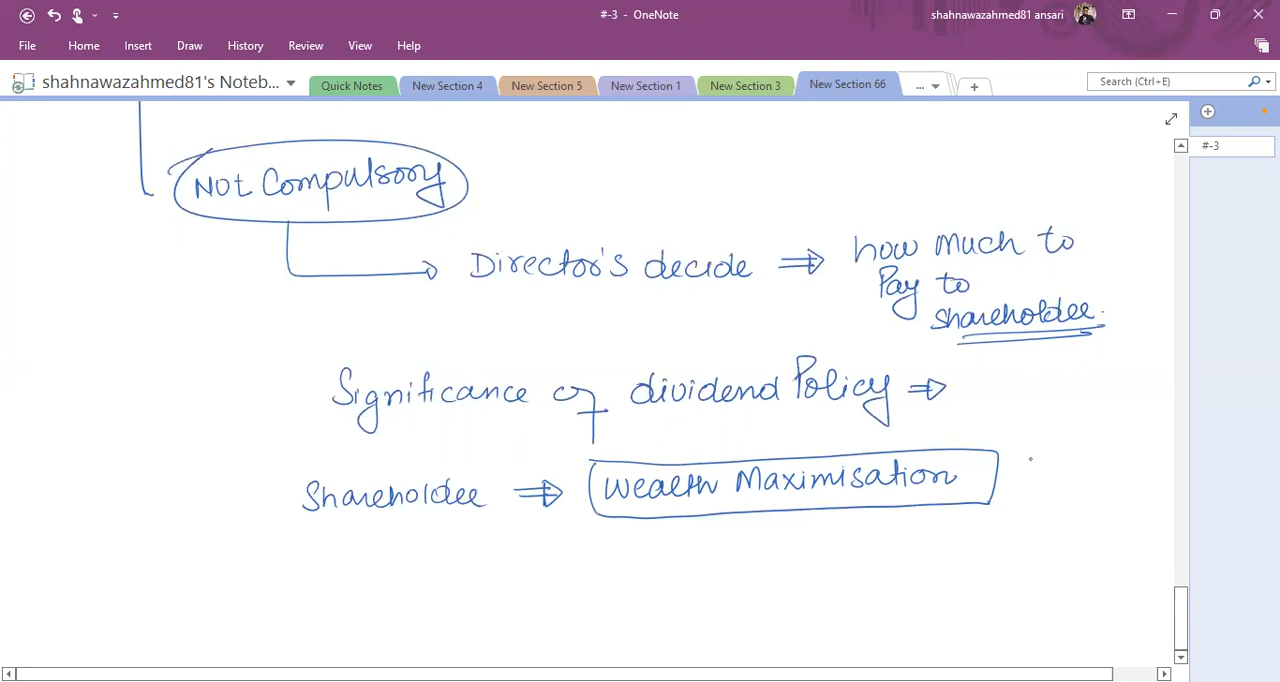 #-3 - OneNote
shahnawazahmed81 ansari
File Home Insert Draw History Review View Help
shahnawazahmed81's Noteb...
Quick Notes
New Section 4
New Section 5
New Section 1
New Section 3
New Section 66
...
Search (Ctrl+E)
#-3
Not Compulsory
Director's decide ⇒ how much to
Pay to
shareholdee.
Significance of dividend Policy ⇒
Shareholdee ⇒ Wealth Maximisation